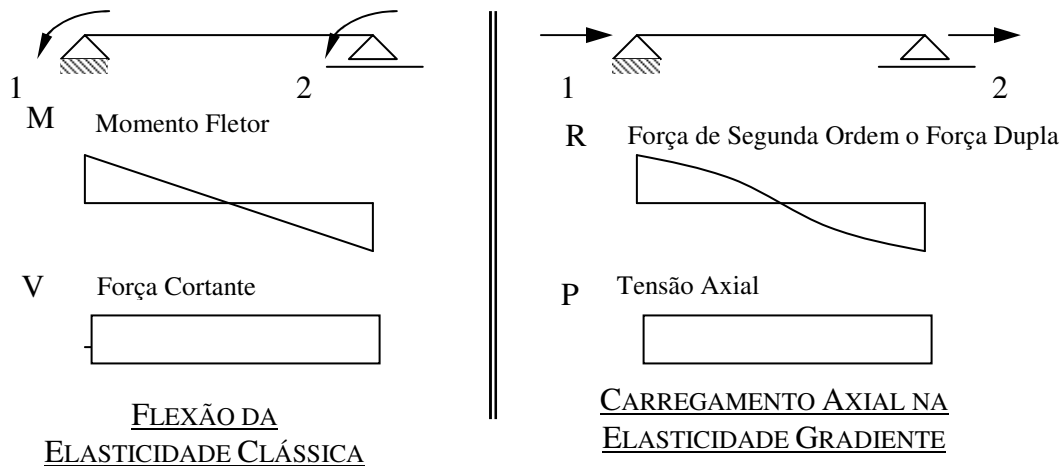 1
2
M Momento Fletor
V Força Cortante
FLEXÃO DA
ELASTICIDADE CLÁSSICA
1
2
R Força de Segunda Ordem o Força Dupla
P Tensão Axial
CARREGAMENTO AXIAL NA
ELASTICIDADE GRADIENTE